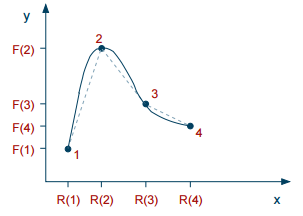 y
F(2)
2
F(3)
3
F(4)
4
F(1)
1
R(1) R(2) R(3) R(4) x